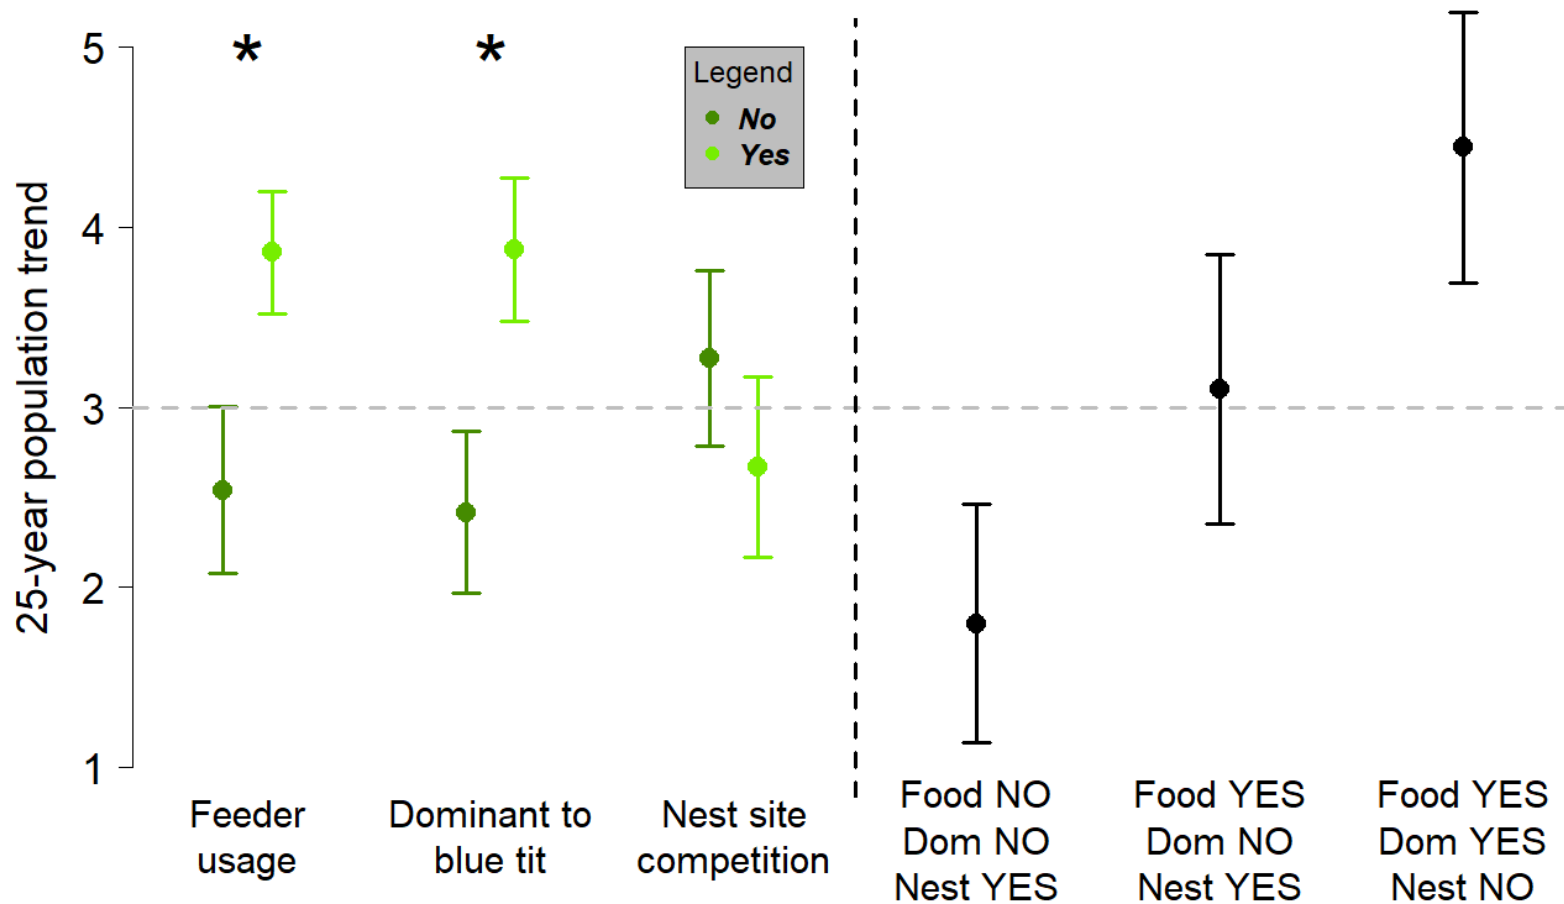 25-year population trend
5
4
3
2
1
*
*
Legend
No
Yes
Feeder
usage
Dominant to
blue tit
Nest site
competition
Food NO
Dom NO
Nest YES
Food YES
Dom NO
Nest YES
Food YES
Dom YES
Nest NO